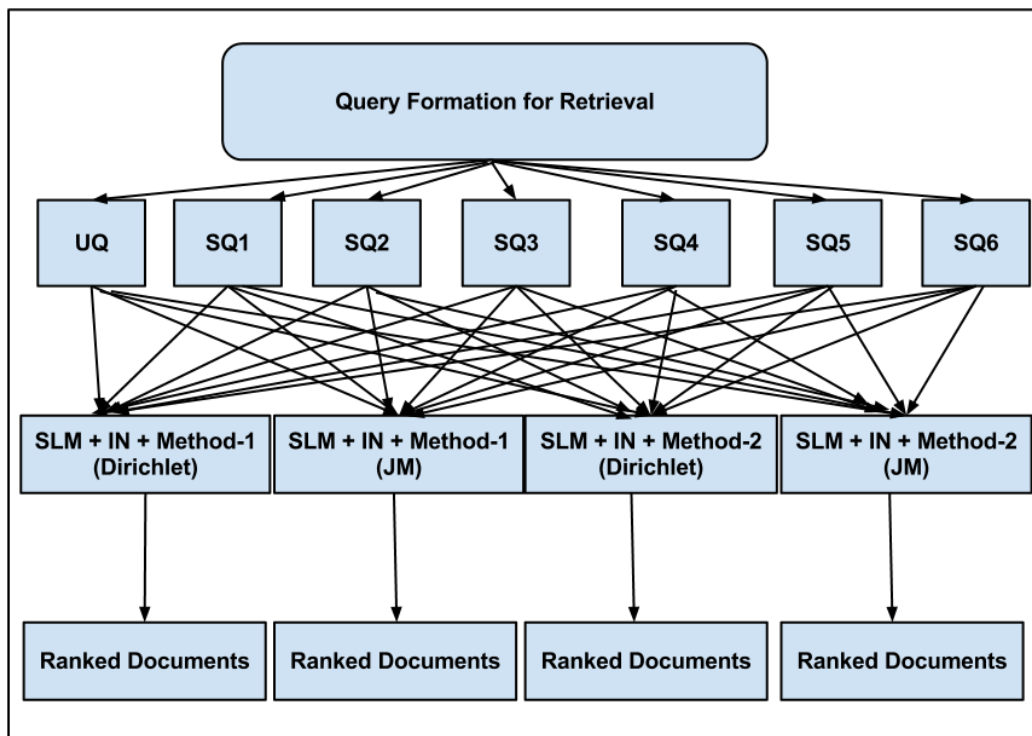 Query Formation for Retrieval
UQ
SQ1
SQ2
SQ3
SQ4
SQ5
SQ6
SLM + IN + Method-1
(Dirichlet)
SLM + IN + Method-1
(JM)
SLM + IN + Method-2
(Dirichlet)
SLM + IN + Method-2
(JM)
Ranked Documents
Ranked Documents
Ranked Documents
Ranked Documents